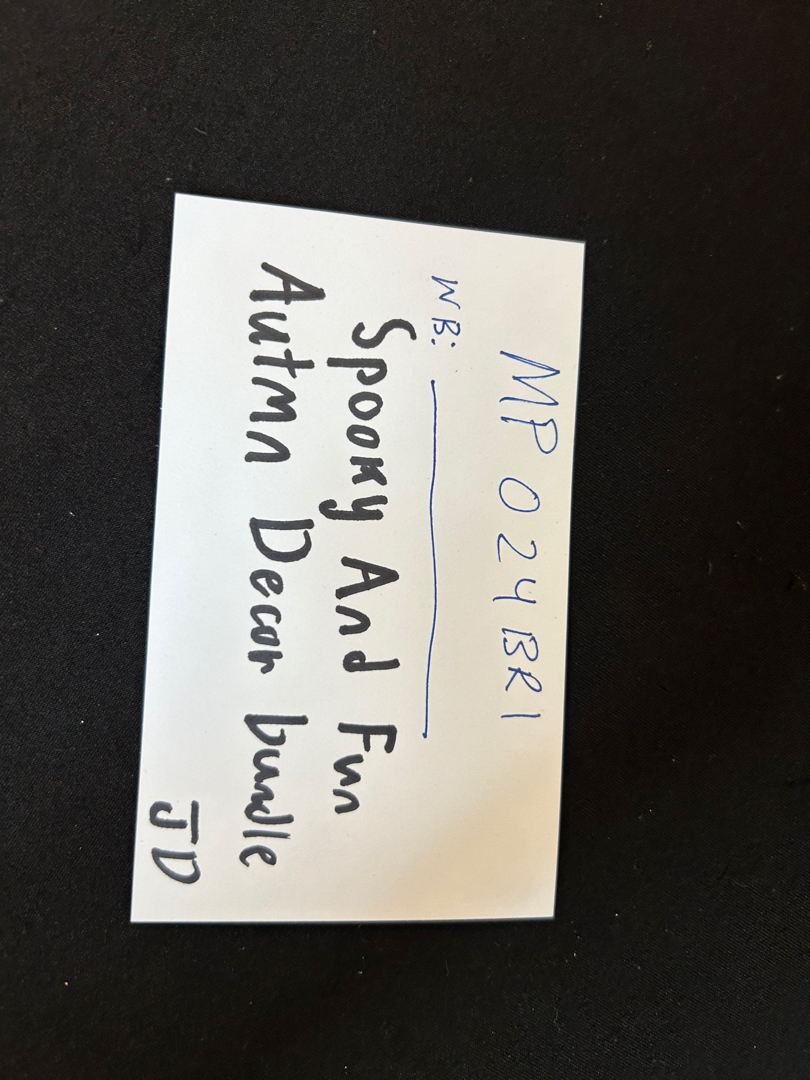 MP 024BR1
WB:
Spooky And Fun
Autmn Decor bundle
JD